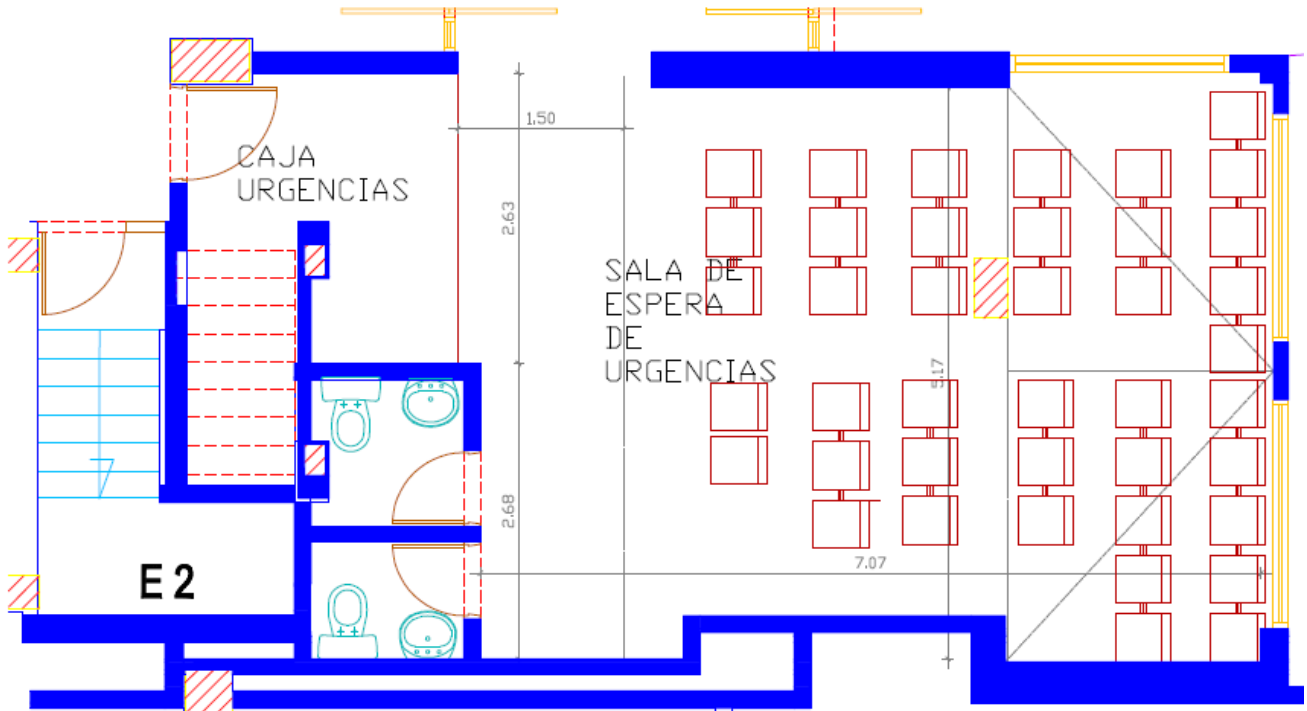 1.50
CAJA
URGENCIAS
2.63
SALA DE
ESPERA
DE
URGENCIAS
5.17
2.68
7.07
E 2